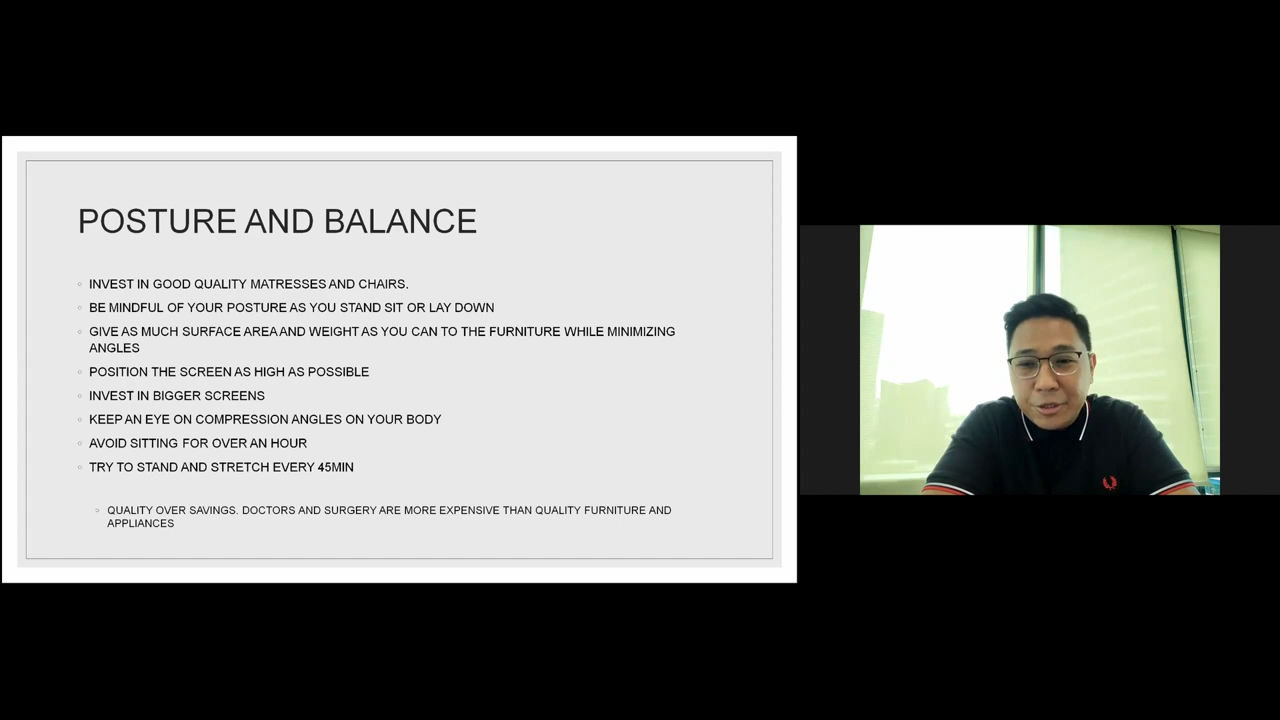 POSTURE AND BALANCE
INVEST IN GOOD QUALITY MATRESSES AND CHAIRS.
BE MINDFUL OF YOUR POSTURE AS YOU STAND SIT OR LAY DOWN
GIVE AS MUCH SURFACE AREA AND WEIGHT AS YOU CAN TO THE FURNITURE WHILE MINIMIZING
ANGLES
POSITION THE SCREEN AS HIGH AS POSSIBLE
INVEST IN BIGGER SCREENS
KEEP AN EYE ON COMPRESSION ANGLES ON YOUR BODY
AVOID SITTING FOR OVER AN HOUR
TRY TO STAND AND STRETCH EVERY 45MIN
QUALITY OVER SAVINGS. DOCTORS AND SURGERY ARE MORE EXPENSIVE THAN QUALITY FURNITURE AND
APPLIANCES